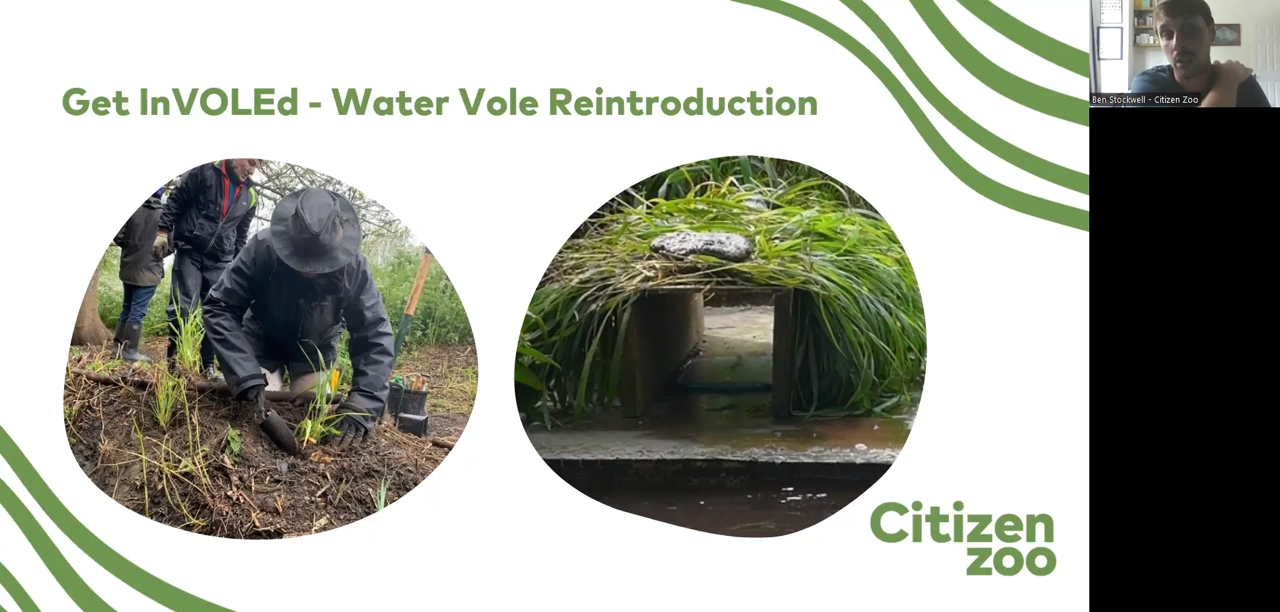 Get InVOLEd - Water Vole Reintroduction
Ben Stockwell - Citizen Zoo
Citizen
zoo